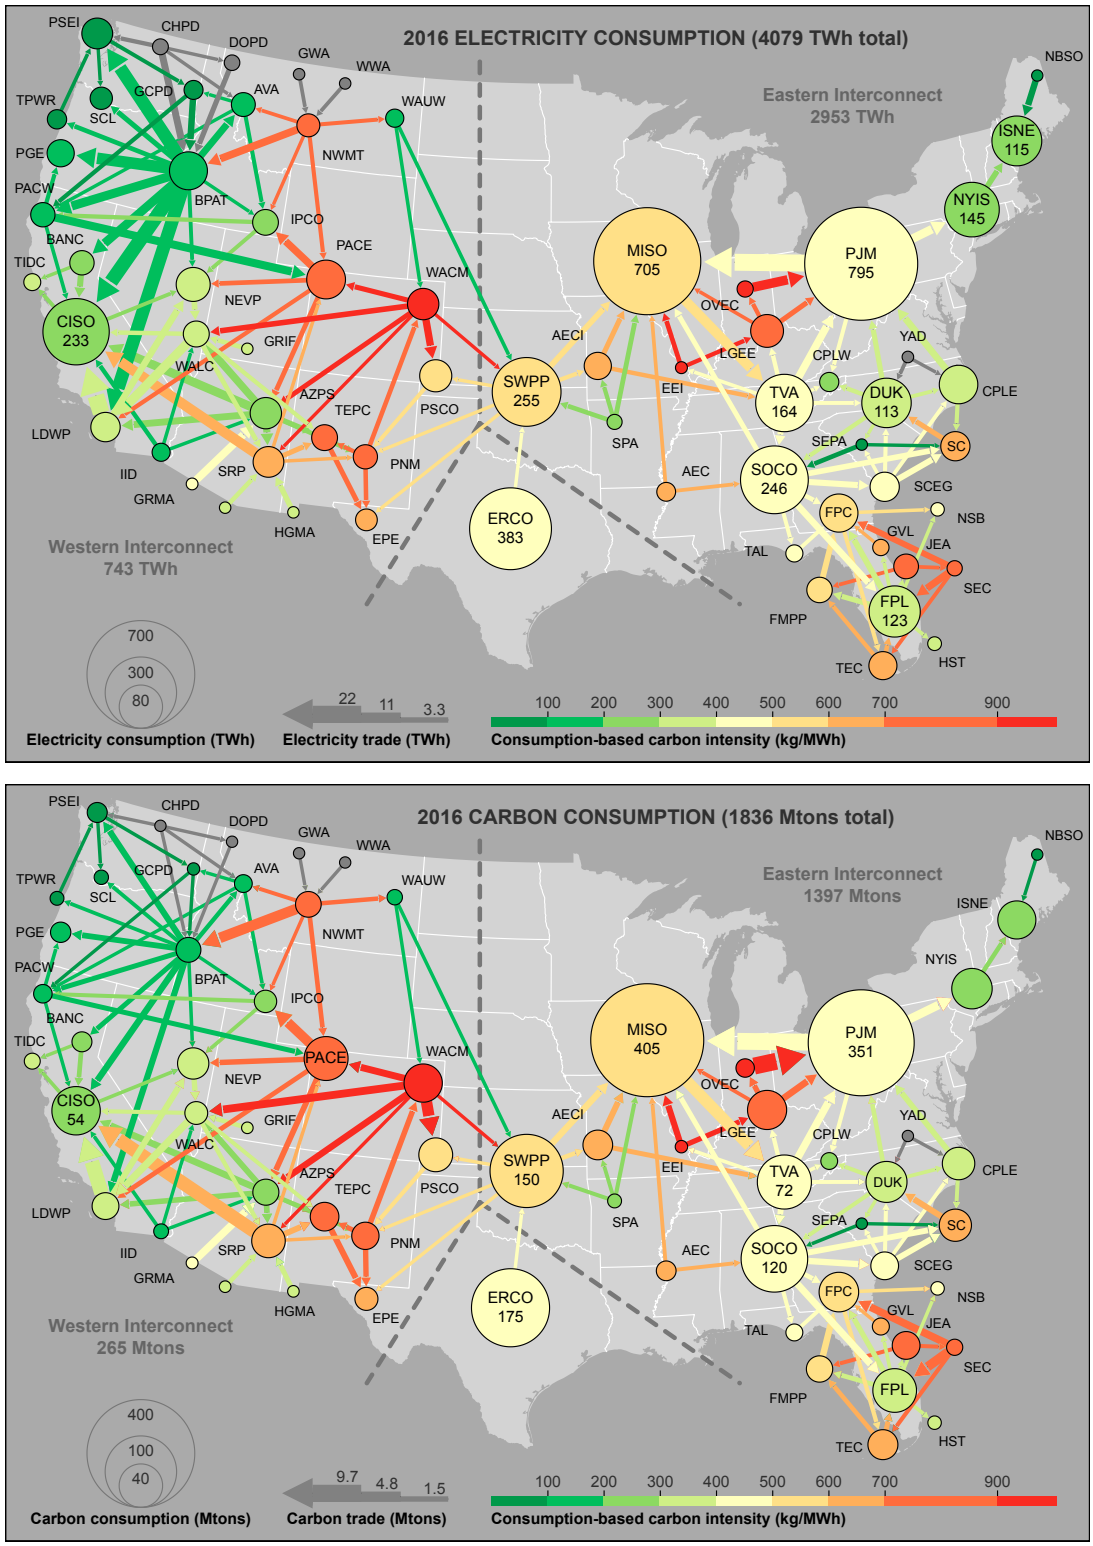 PSEI
CHPD
DOPD
GWA
WWA
2016 ELECTRICITY CONSUMPTION (4079 TWh total)
NBSO
TPWR
SCL
GCPD
AVA
WAUW
Eastern Interconnect
2953 TWh
ISNE
115
PGE
NWMT
PACW
BPAT
IPCO
NYIS
145
BANC
PACE
MISO
705
PJM
795
TIDC
NEVP
WACM
OVEC
CISO
233
GRIF
AECI
LGEE
CPLW
YAD
WALC
EEI
SWPP
255
TVA
164
DUK
113
CPLE
AZPS
TEPC
PSCO
LDWP
SPA
SEPA
SC
IID
SRP
PNM
AEC
SOCO
246
SCEG
GRMA
HGMA
EPE
ERCO
383
FPC
NSB
GVL
JEA
TAL
Western Interconnect
743 TWh
SEC
FMPP
FPL
123
TEC
HST
700
300
80
22
11
3.3
100
200
300
400
500
600
700
900
Electricity consumption (TWh)
Electricity trade (TWh)
Consumption-based carbon intensity (kg/MWh)
PSEI
CHPD
DOPD
GWA
WWA
2016 CARBON CONSUMPTION (1836 Mtons total)
NBSO
TPWR
SCL
GCPD
AVA
WAUW
Eastern Interconnect
1397 Mtons
ISNE
PGE
NWMT
PACW
BPAT
IPCO
NYIS
BANC
PACE
MISO
405
PJM
351
TIDC
NEVP
WACM
OVEC
CISO
54
GRIF
AECI
LGEE
CPLW
YAD
WALC
EEI
SWPP
150
TVA
72
DUK
CPLE
AZPS
TEPC
PSCO
LDWP
SPA
SEPA
SC
IID
SRP
PNM
AEC
SOCO
120
SCEG
GRMA
HGMA
EPE
ERCO
175
FPC
NSB
GVL
JEA
TAL
Western Interconnect
265 Mtons
SEC
FMPP
FPL
TEC
HST
400
100
40
9.7
4.8
1.5
100
200
300
400
500
600
700
900
Carbon consumption (Mtons)
Carbon trade (Mtons)
Consumption-based carbon intensity (kg/MWh)